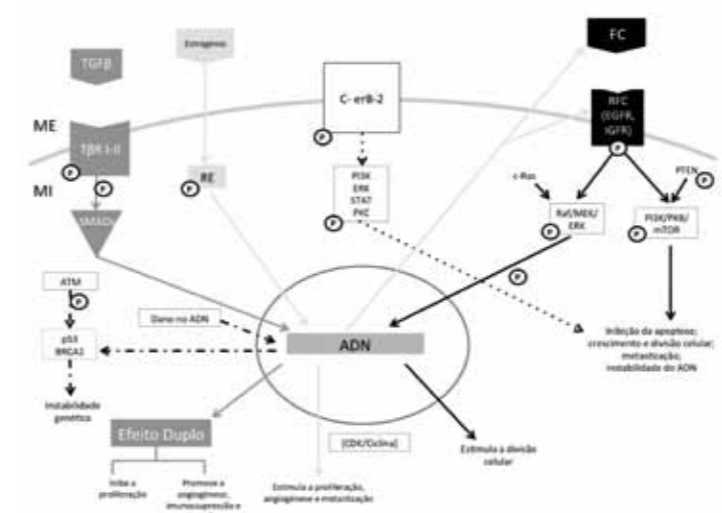 FC
Estrogénios
TGFβ
C- erB-2
RFC
(EGFR,
IGFR)
ME
TβR I-II
P
P
P
P
MI
RE
P
PI3K
ERK
STAT
PKC
P
c-Ras
PTEN
P
SMADs
Raf/MEK/
ERK
P
PI3K/PKB/
mTOR
P
ATM
P
P
Dano no ADN
p53
BRCA1
ADN
Inibição da apoptose;
crescimento e divisão celular;
metastização;
instabilidade do ADN
Instabilidade
genética
Efeito Duplo
[CDK/Ciclina]
Estimula a divisão
celular
Inibe a
proliferação
Promove a
angiogénese,
imunosupressão e
Estimula a proliferação,
angiogénese e metastização